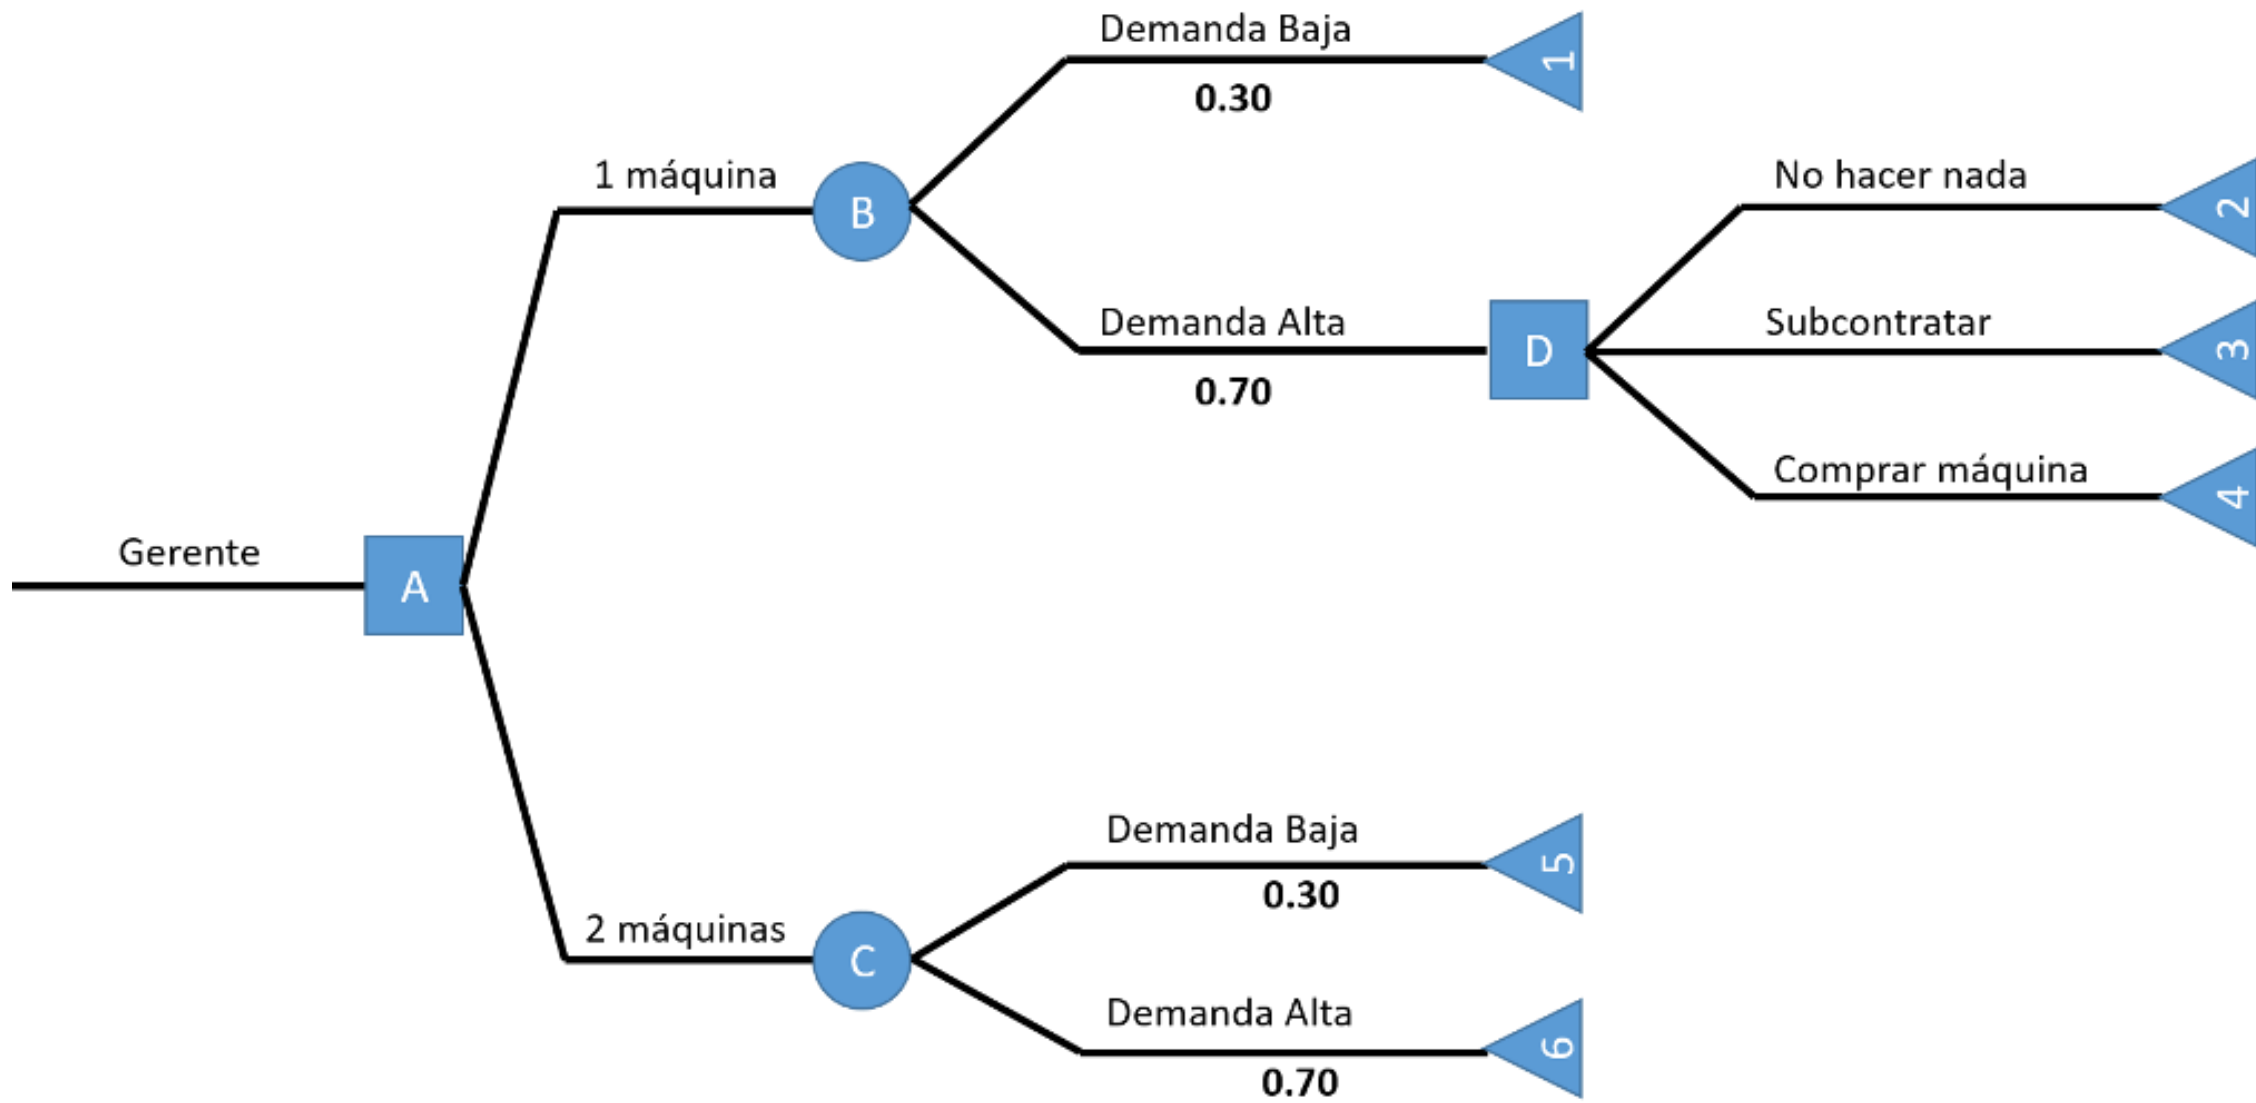 Demanda Baja
1
0.30
1 máquina
B
No hacer nada
2
Demanda Alta
0.70
D
Subcontratar
3
Comprar máquina
4
Gerente
A
Demanda Baja
5
0.30
2 máquinas
C
Demanda Alta
6
0.70